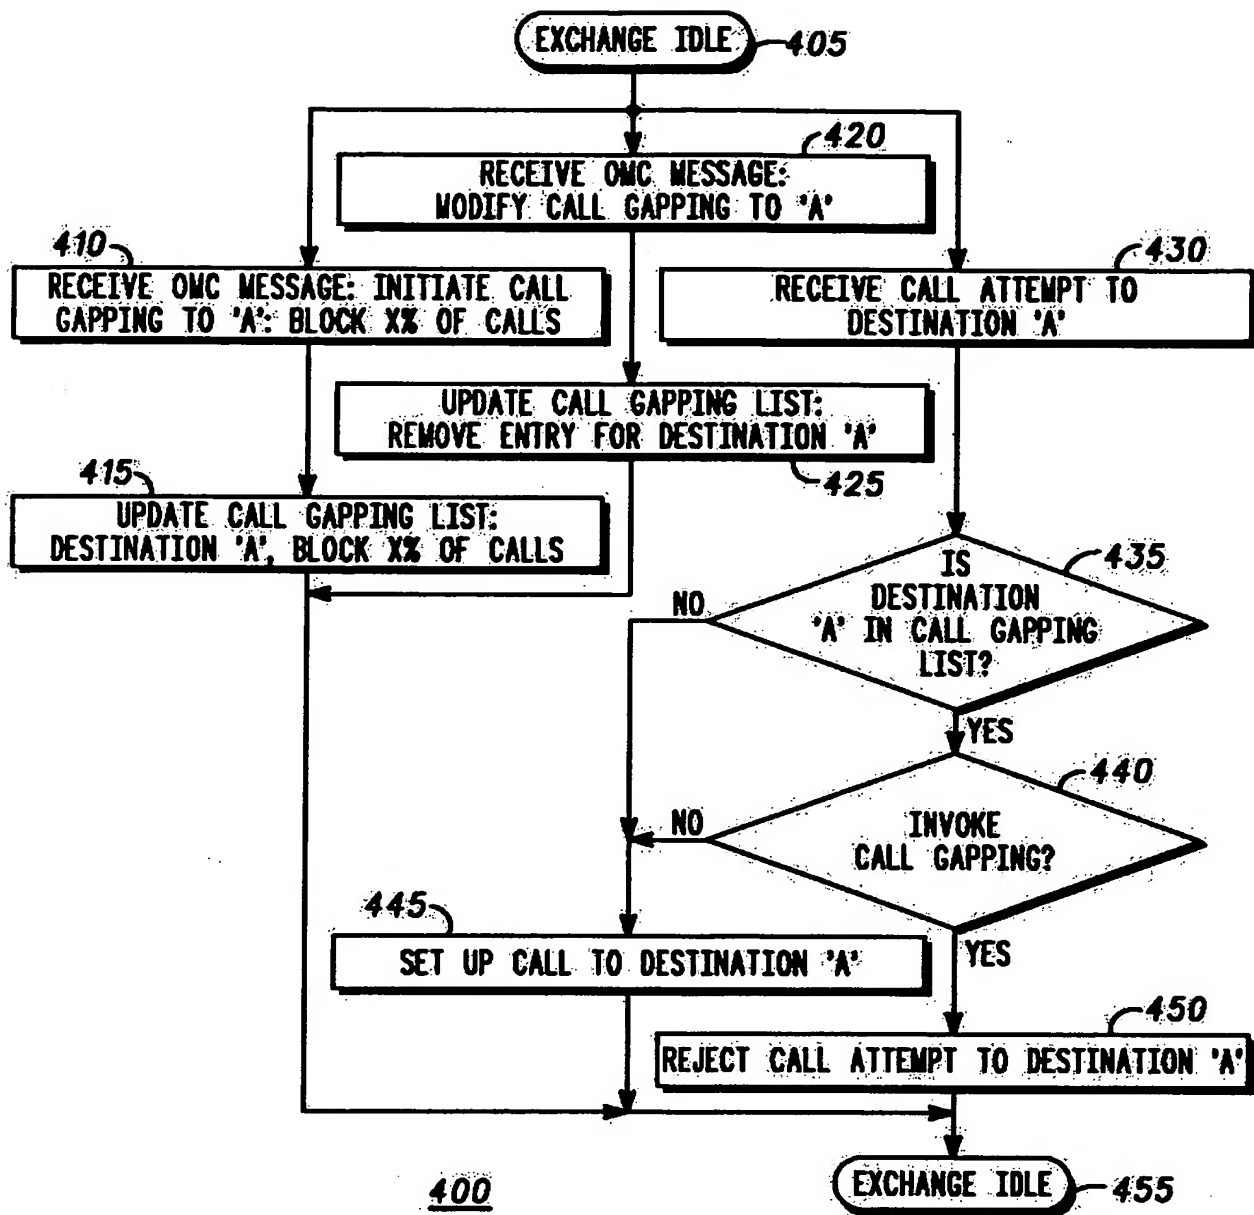 EXCHANGE IDLE
405
420
RECEIVE OMC MESSAGE:
MODIFY CALL GAPPING TO 'A'
410
RECEIVE OMC MESSAGE: INITIATE CALL
GAPPING TO 'A': BLOCK X% OF CALLS
430
RECEIVE CALL ATTEMPT TO
DESTINATION 'A'
UPDATE CALL GAPPING LIST:
REMOVE ENTRY FOR DESTINATION 'A'
425
415
UPDATE CALL GAPPING LIST:
DESTINATION 'A', BLOCK X% OF CALLS
435
IS
DESTINATION
'A' IN CALL GAPPING
LIST?
NO
YES
440
INVOKE
CALL GAPPING?
NO
YES
445
SET UP CALL TO DESTINATION 'A'
450
REJECT CALL ATTEMPT TO DESTINATION 'A'
EXCHANGE IDLE
455
400